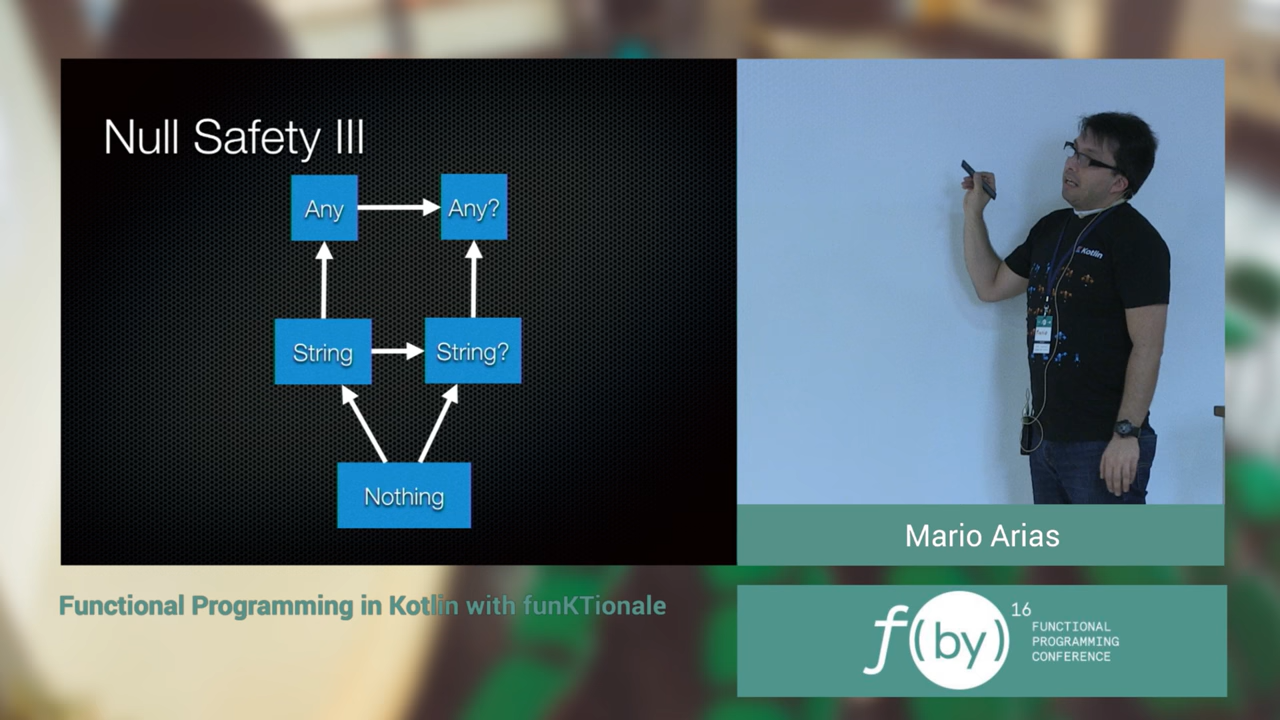 Null Safety III
Any
Any?
String
String?
Nothing
Kotlin
Mario Arias
Functional Programming in Kotlin with funKTionale
f(by) 16
FUNCTIONAL
PROGRAMMING
CONFERENCE